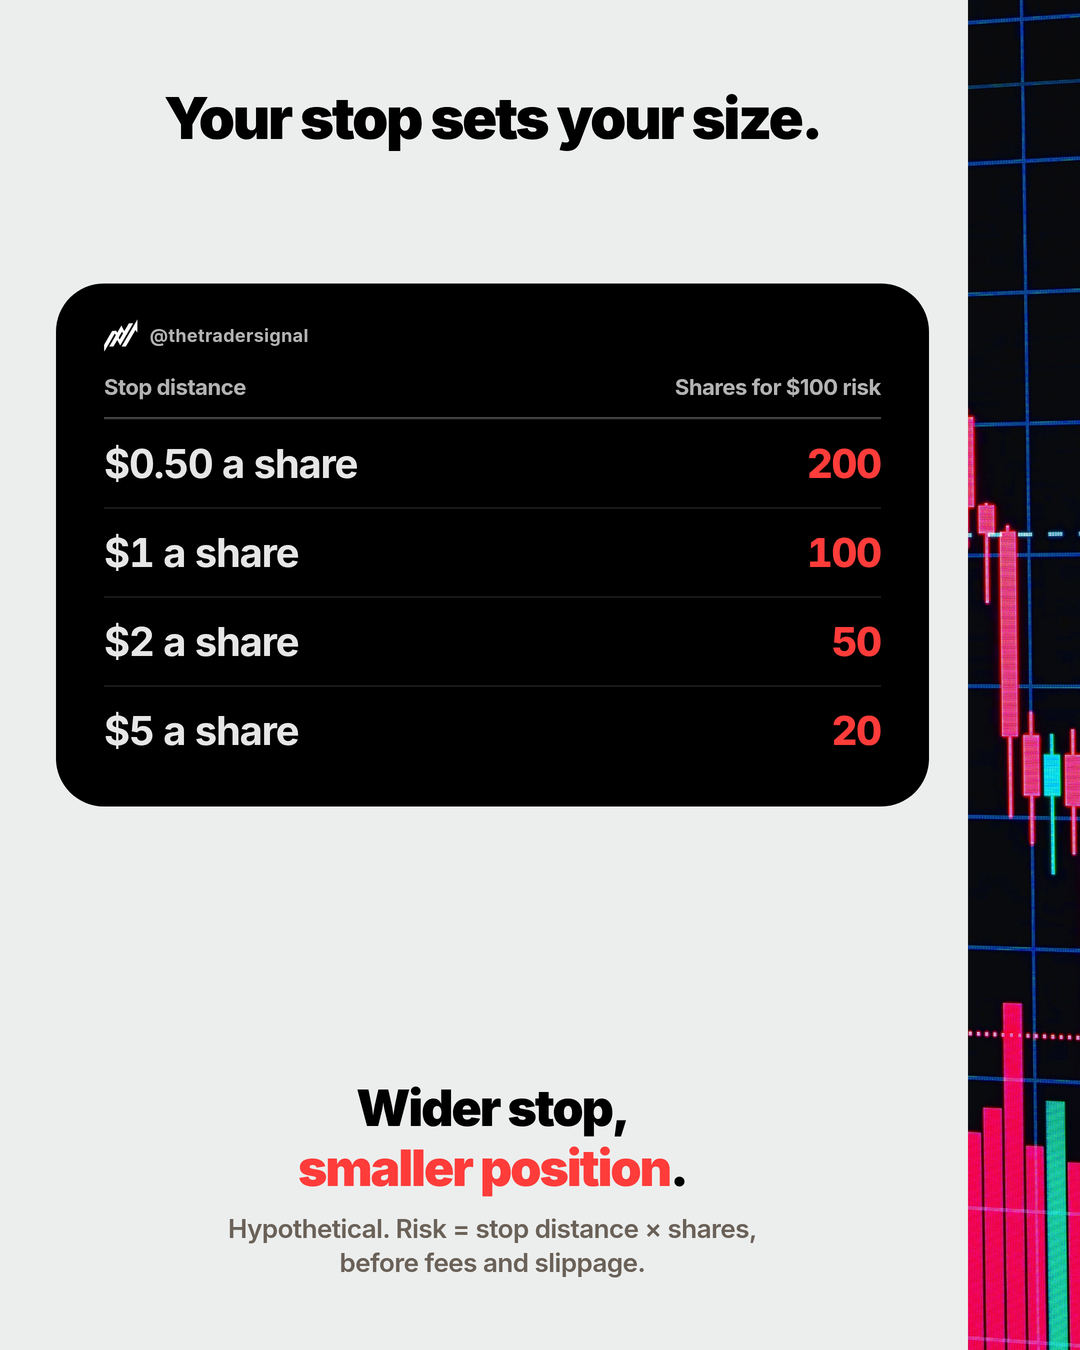 Your stop sets your size.
@thetradersignal
Stop distance Shares for $100 risk
$0.50 a share 200
$1 a share 100
$2 a share 50
$5 a share 20
Wider stop,
smaller position.
Hypothetical. Risk = stop distance × shares,
before fees and slippage.